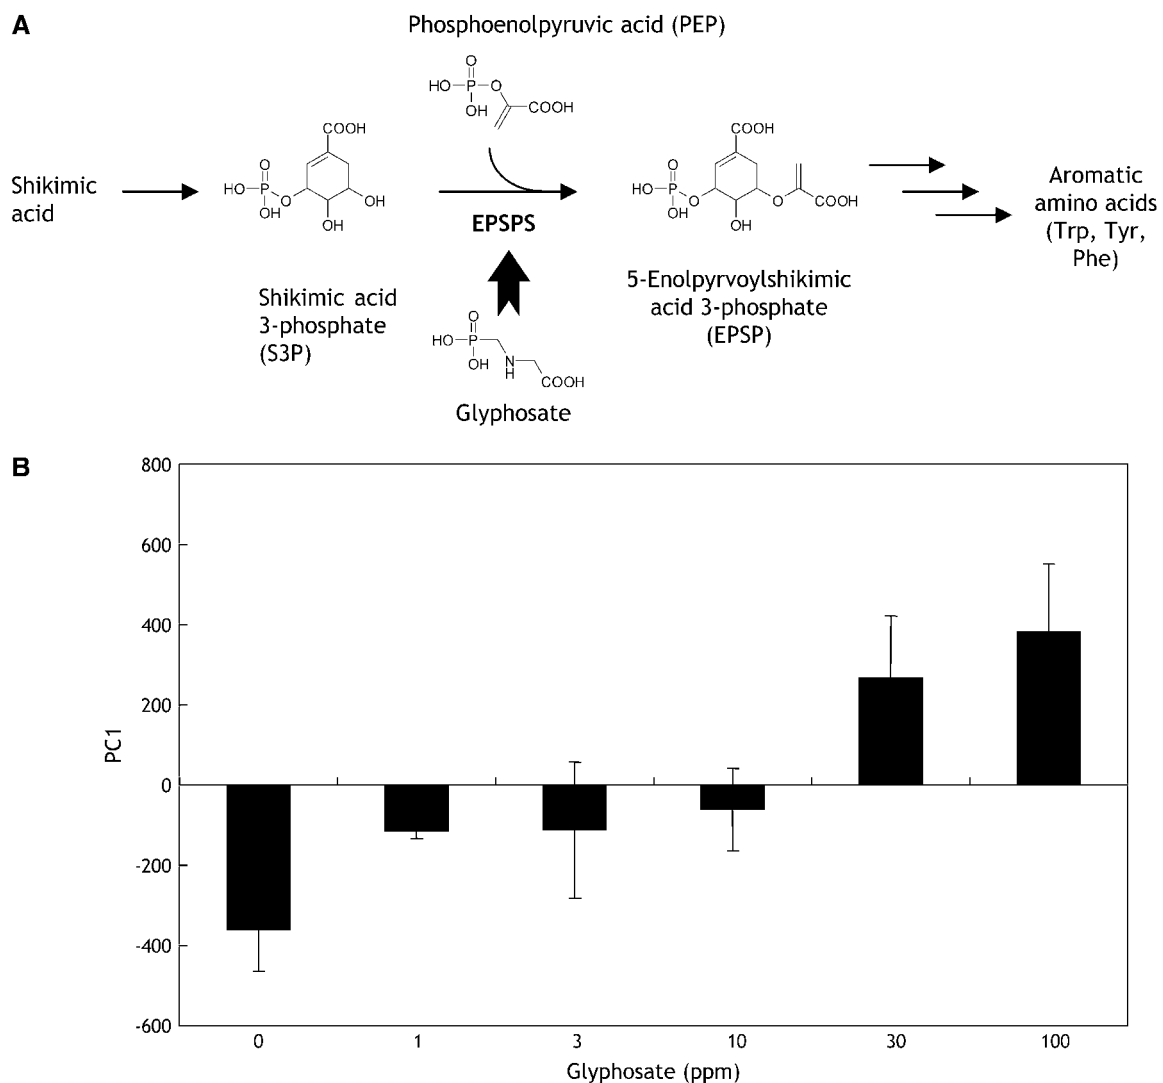 A
Phosphoenolpyruvic acid (PEP)
O
HO P O
OH
COOH
COOH
O
HO P
OH O
OH
OH
Shikimic
acid
EPSPS
COOH
O
HO P
OH O
O
COOH
OH
Aromatic
amino acids
(Trp, Tyr,
Phe)
Shikimic acid
3-phosphate
(S3P)
5-Enolpyrvoylshikimic
acid 3-phosphate
(EPSP)
O
HO P
OH
N
H
COOH
Glyphosate
B
800
600
400
200
0
-200
-400
-600
PC1
0 1 3 10 30 100
Glyphosate (ppm)